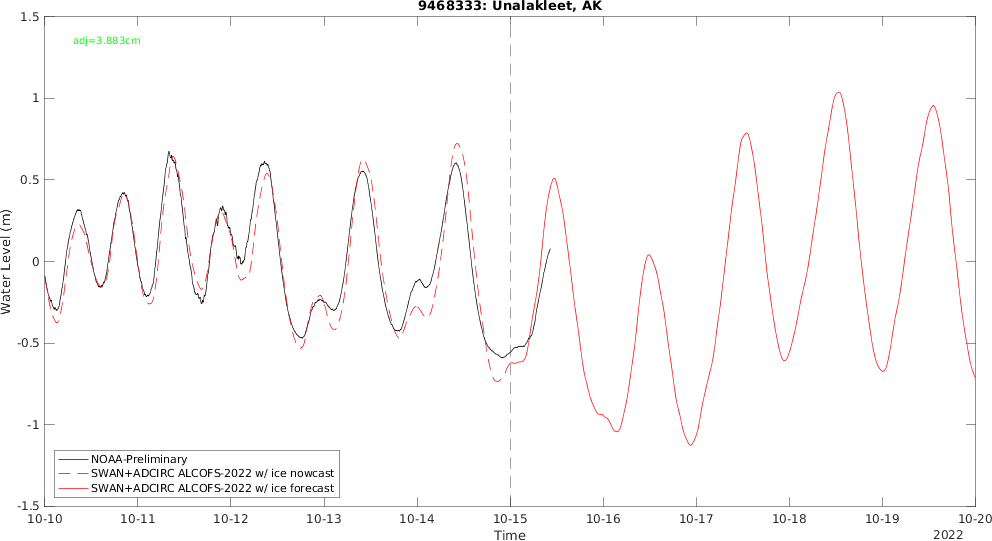 9468333: Unalakleet, AK
adj=3.883cm
Water Level (m)
1.5
1
0.5
0
-0.5
-1
-1.5
NOAA-Preliminary
SWAN+ADCIRC ALCOFS-2022 w/ ice nowcast
SWAN+ADCIRC ALCOFS-2022 w/ ice forecast
10-10 10-11 10-12 10-13 10-14 10-15 10-16 10-17 10-18 10-19 10-20
Time
2022